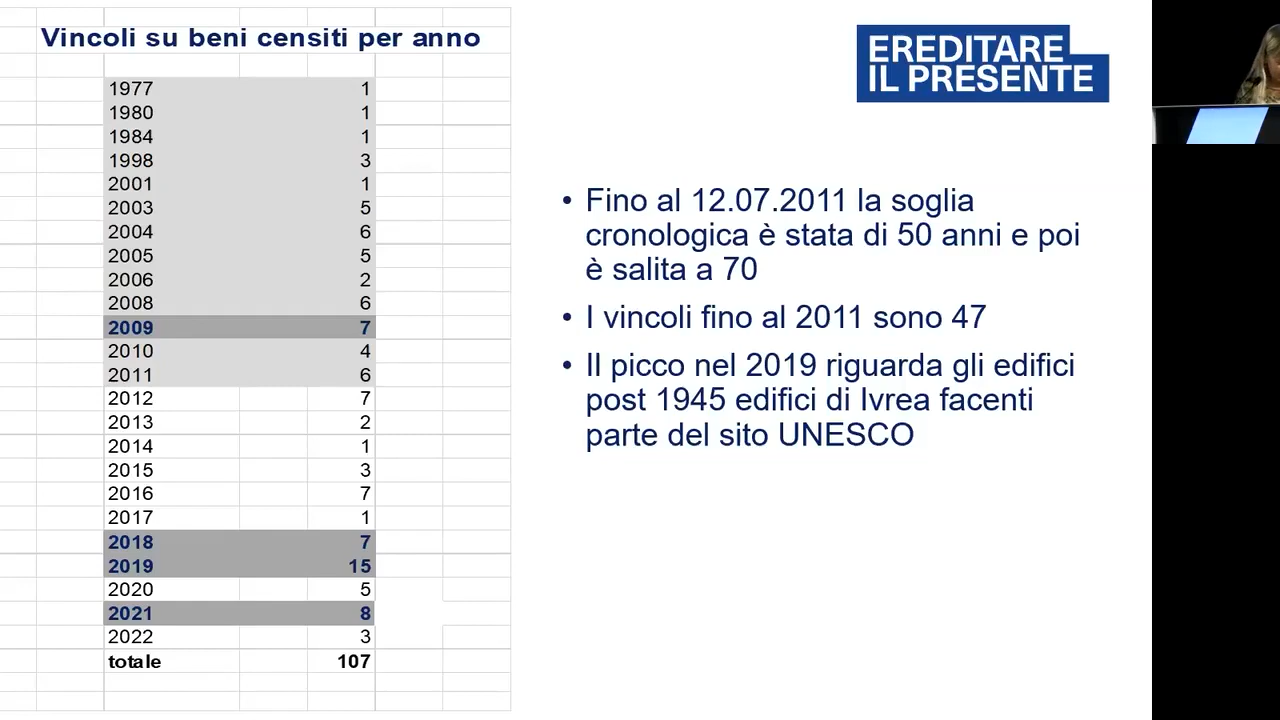 Vincoli su beni censiti per anno
1977 1
1980 1
1984 1
1998 3
2001 1
2003 5
2004 6
2005 5
2006 2
2008 6
2009 7
2010 4
2011 6
2012 7
2013 2
2014 1
2015 3
2016 7
2017 1
2018 7
2019 15
2020 5
2021 8
2022 3
totale 107
EREDITARE
IL PRESENTE
• Fino al 12.07.2011 la soglia
cronologica è stata di 50 anni e poi
è salita a 70
• I vincoli fino al 2011 sono 47
• Il picco nel 2019 riguarda gli edifici
post 1945 edifici di Ivrea facenti
parte del sito UNESCO